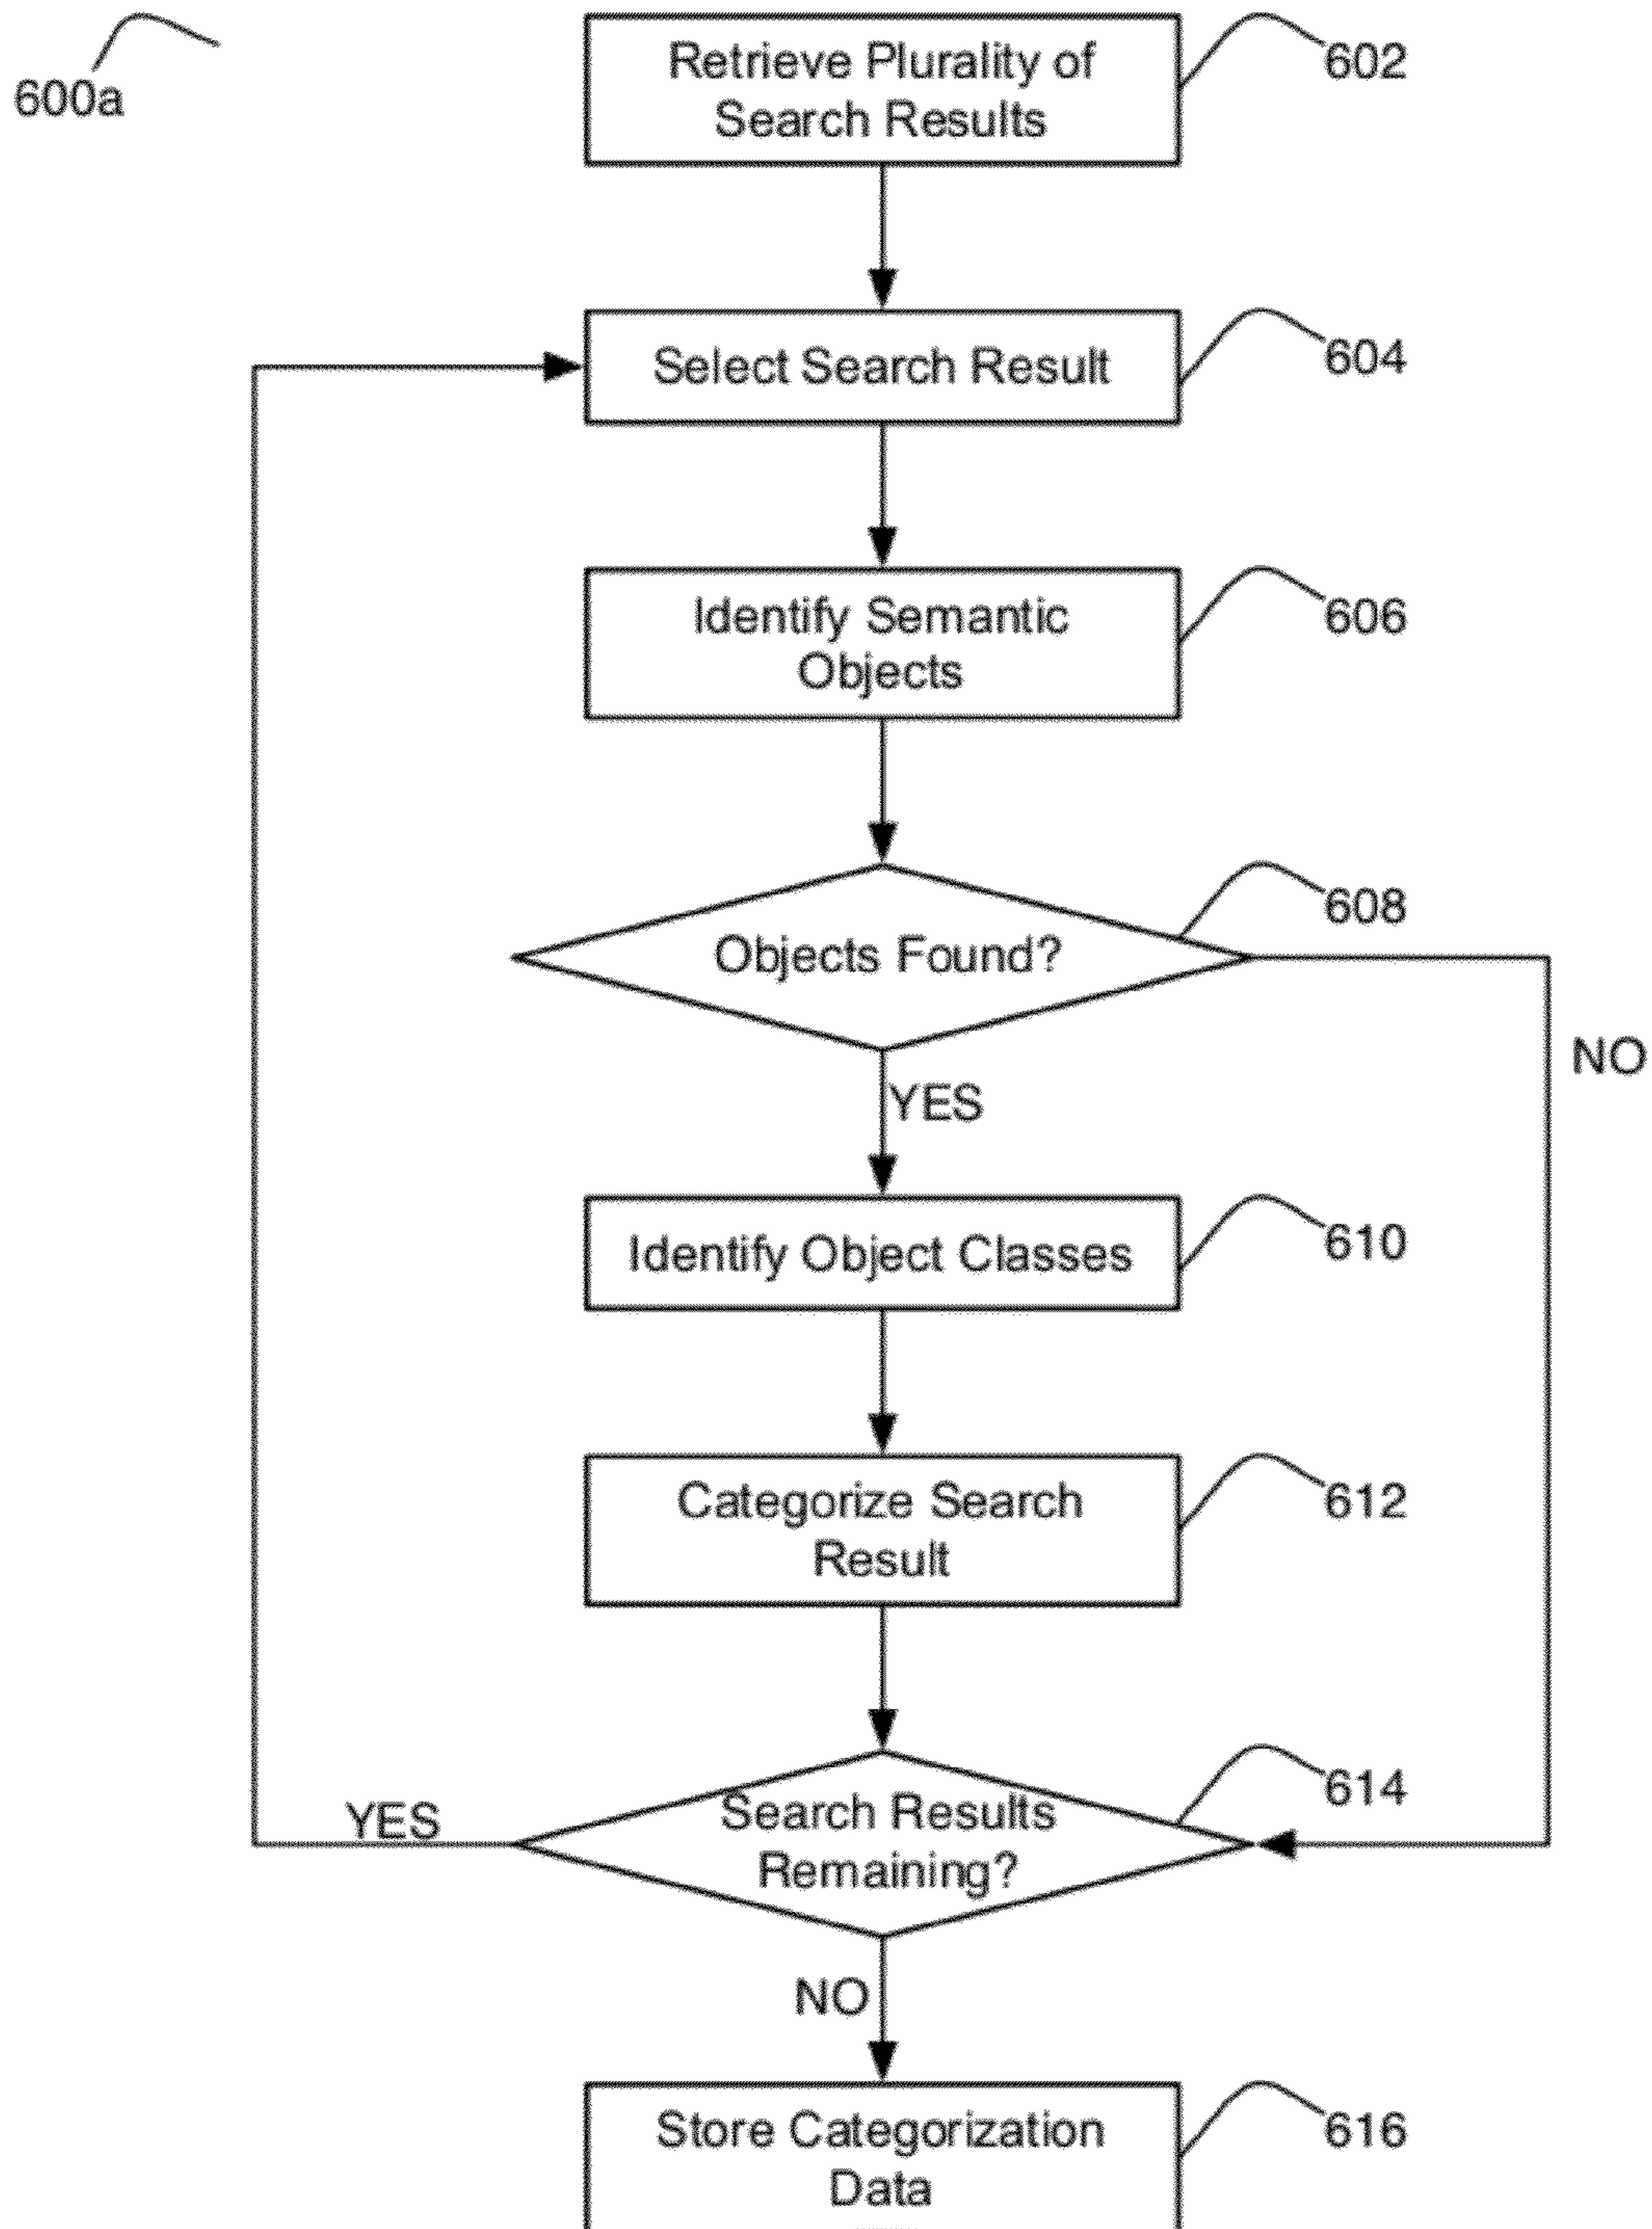 600a
Retrieve Plurality of
Search Results
602
Select Search Result
604
Identify Semantic
Objects
606
Objects Found?
608
NO
YES
Identify Object Classes
610
Categorize Search
Result
612
Search Results
Remaining?
614
YES
NO
Store Categorization
Data
616